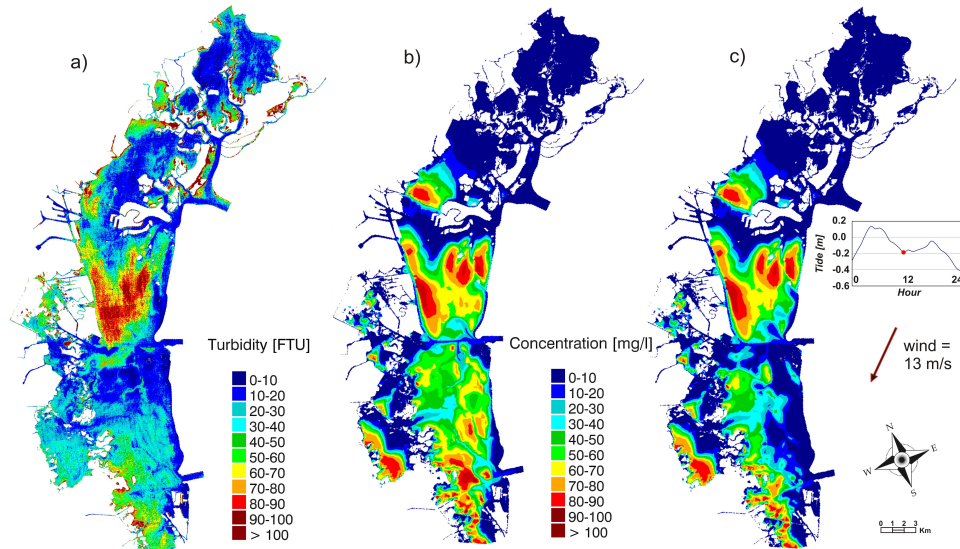 a)
b)
c)
Turbidity [FTU]
0-10
10-20
20-30
30-40
40-50
50-60
60-70
70-80
80-90
90-100
> 100
Concentration [mg/l]
0-10
10-20
20-30
30-40
40-50
50-60
60-70
70-80
80-90
90-100
> 100
Tide [m]
0.2
0.0
-0.2
-0.4
-0.6
0
12
24
Hour
wind =
13 m/s
N
E
W
S
0 1 2 3 Km